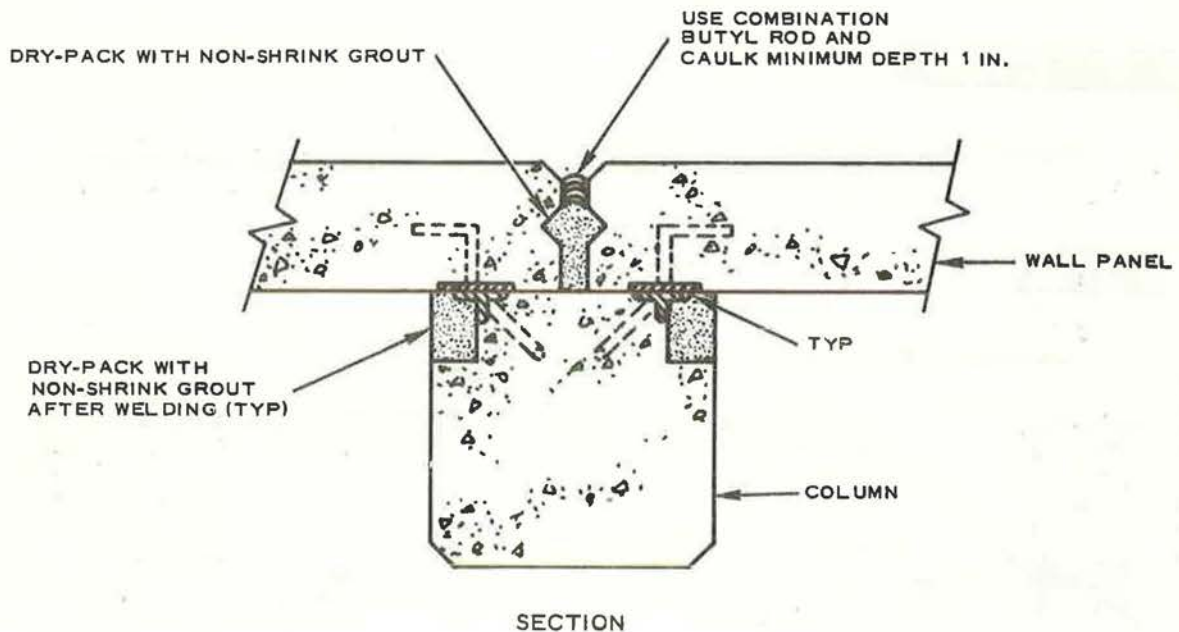 USE COMBINATION
BUTYL ROD AND
CAULK MINIMUM DEPTH 1 IN.
DRY-PACK WITH NON-SHRINK GROUT
WALL PANEL
TYP
DRY-PACK WITH
NON-SHRINK GROUT
AFTER WELDING (TYP)
COLUMN
SECTION